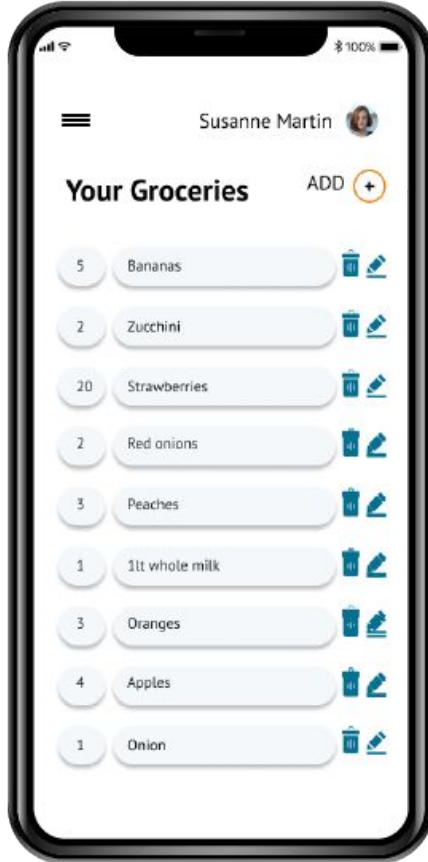 100%
Susanne Martin
Your Groceries ADD +
5 Bananas
2 Zucchini
20 Strawberries
2 Red onions
3 Peaches
1 1lt whole milk
3 Oranges
4 Apples
1 Onion